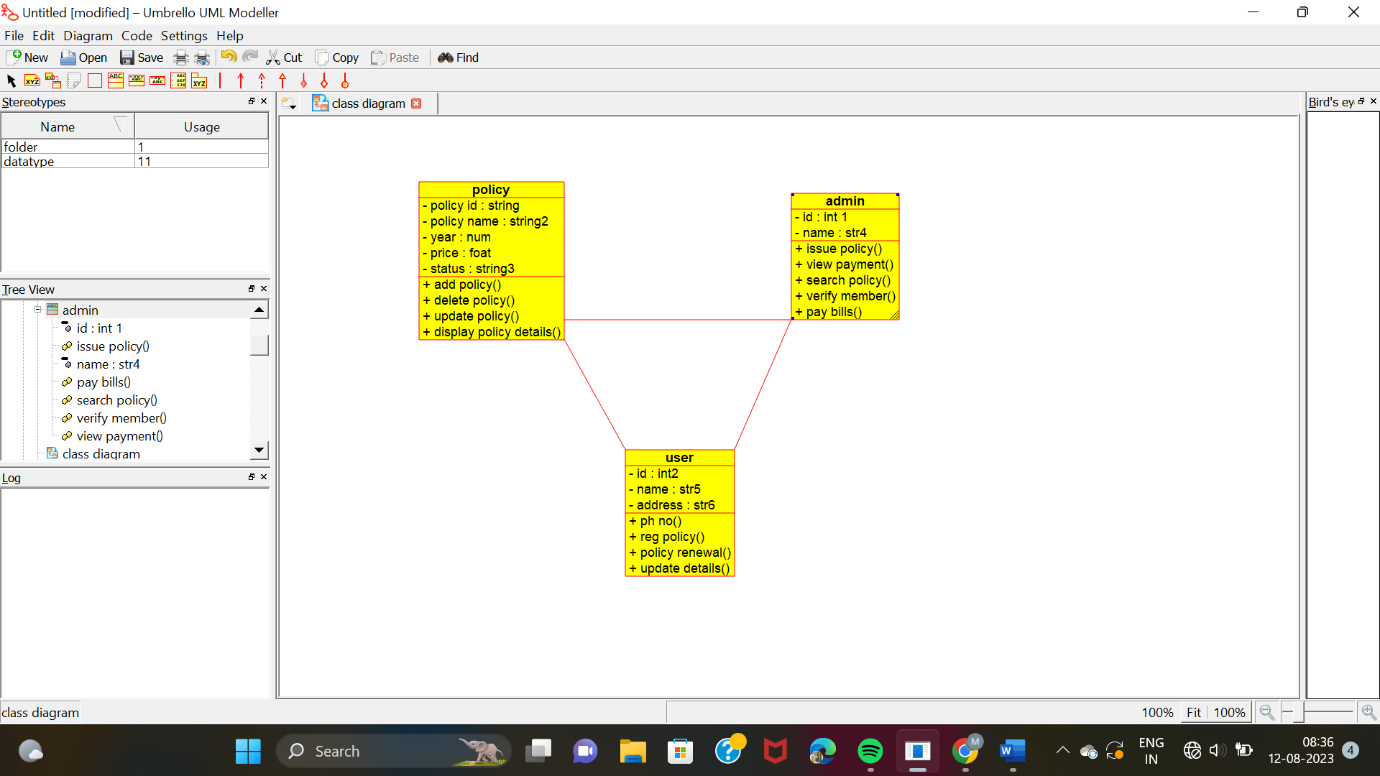 Untitled [modified] – Umbrello UML Modeller
File Edit Diagram Code Settings Help
New Open Save Cut Copy Paste Find
Stereotypes
Name Usage
folder 1
datatype 11
Tree View
admin
id : int 1
issue policy()
name : str4
pay bills()
search policy()
verify member()
view payment()
class diagram
Log
class diagram
Bird's ey
policy
- policy id : string
- policy name : string2
- year : num
- price : foat
- status : string3
+ add policy()
+ delete policy()
+ update policy()
+ display policy details()
admin
- id : int 1
- name : str4
+ issue policy()
+ view payment()
+ search policy()
+ verify member()
+ pay bills()
user
- id : int2
- name : str5
- address : str6
+ ph no()
+ reg policy()
+ policy renewal()
+ update details()
class diagram
100% Fit 100%
Search
M
W
ENG
IN
08:36
12-08-2023
4